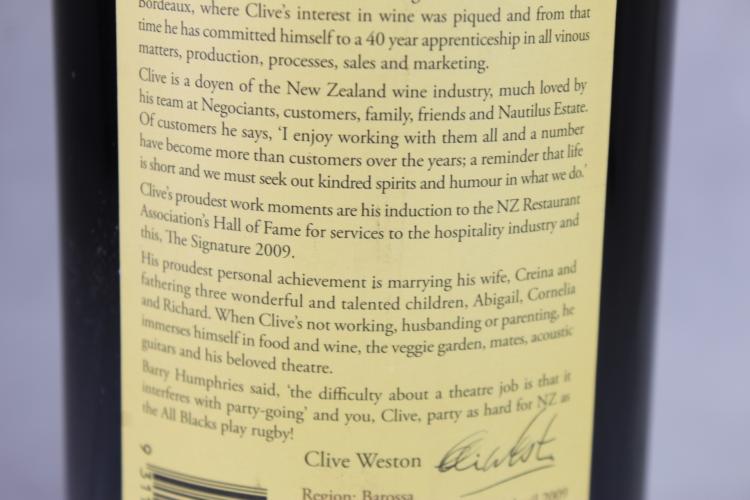 Bordeaux, where Clive's interest in wine was piqued and from that
time he has committed himself to a 40 year apprenticeship in all vinous
matters, production, processes, sales and marketing.
Clive is a doyen of the New Zealand wine industry, much loved by
his team at Negociants, customers, family, friends and Nautilus Estate.
Of customers he says, 'I enjoy working with them all and a number
have become more than customers over the years; a reminder that life
is short and we must seek out kindred spirits and humour in what we do.'
Clive's proudest work moments are his induction to the NZ Restaurant
Association's Hall of Fame for services to the hospitality industry and
this, The Signature 2009.
His proudest personal achievement is marrying his wife, Creina and
fathering three wonderful and talented children, Abigail, Cornelia
and Richard. When Clive's not working, husbanding or parenting, he
immerses himself in food and wine, the veggie garden, mates, acoustic
guitars and his beloved theatre.
Barry Humphries said, 'the difficulty about a theatre job is that it
interferes with party-going' and you, Clive, party as hard for NZ as
the All Blacks play rugby!
Clive Weston
Region: Barossa 2009
9 31